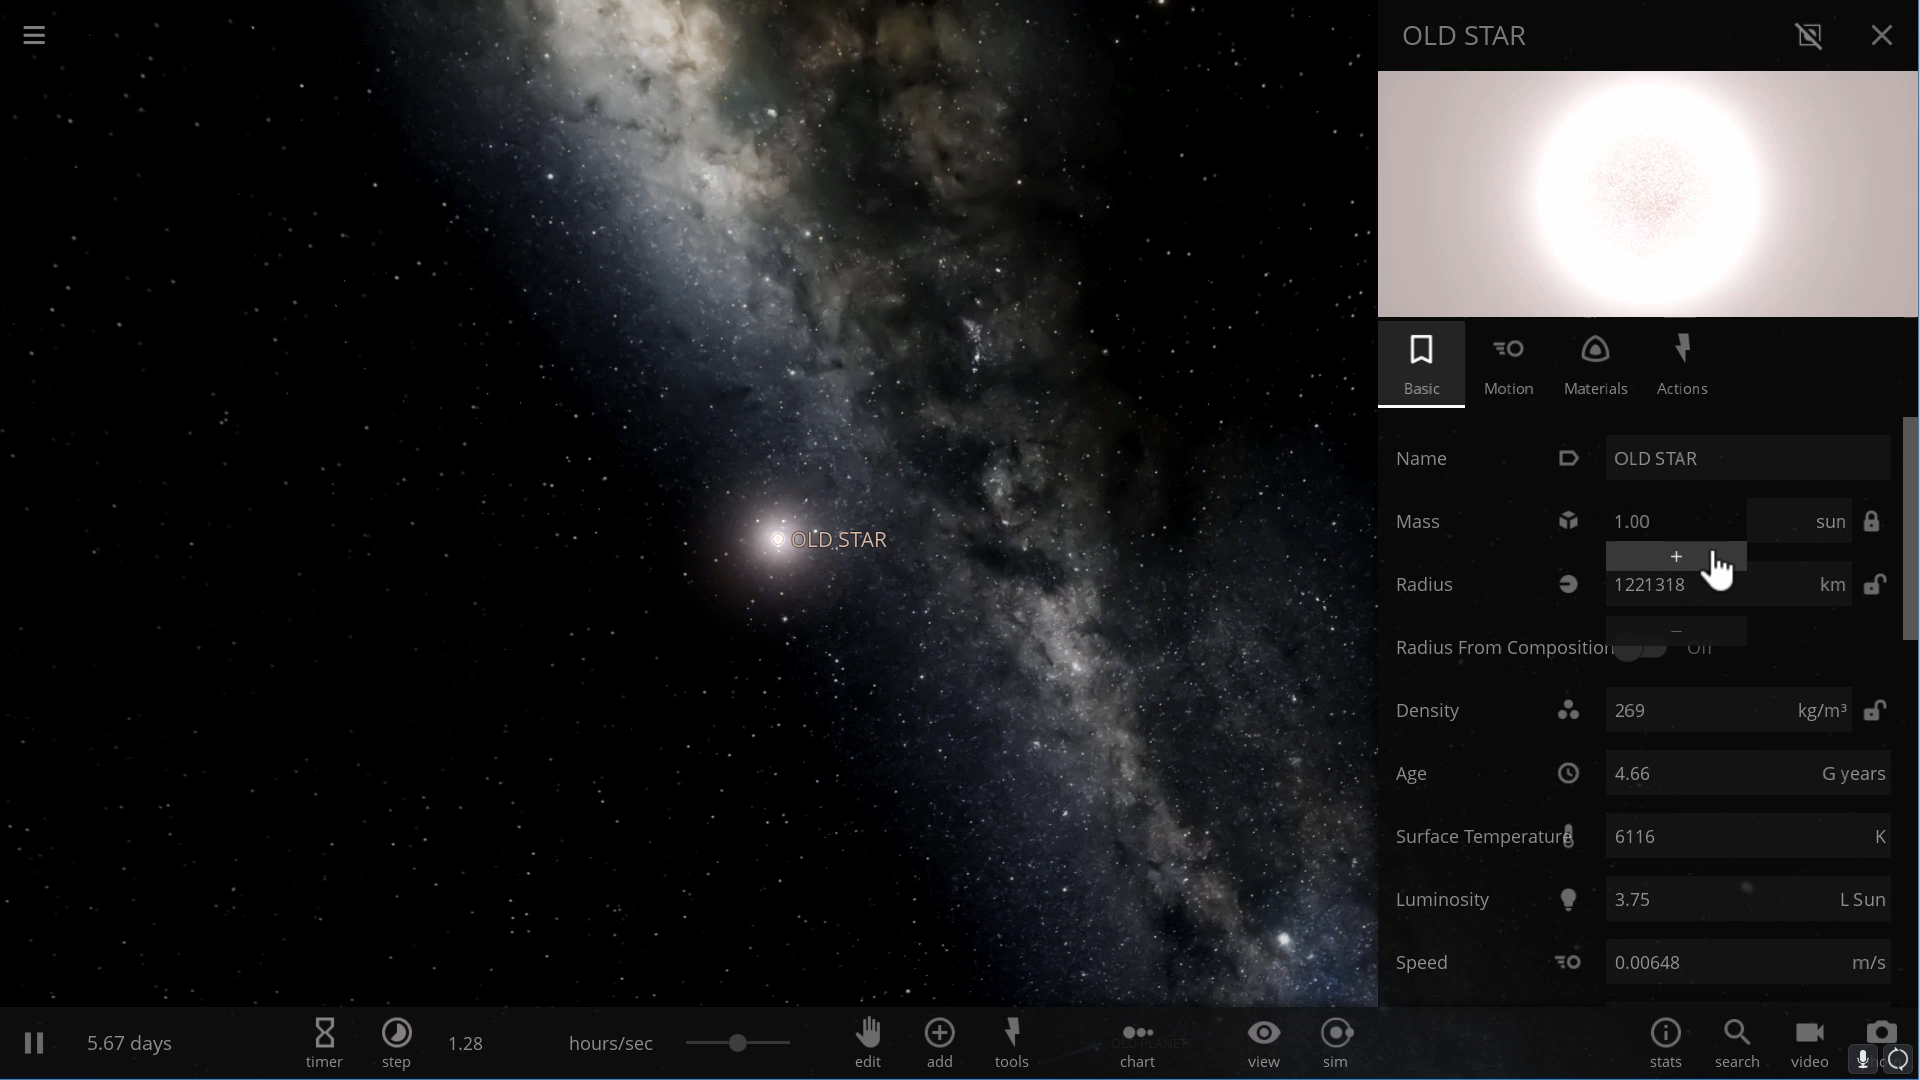 OLD STAR
Basic
Motion
Materials
Actions
Name
OLD STAR
Mass
1.00
sun
+
Radius
1221318
km
–
Radius From Composition
Off
Density
269
kg/m³
Age
4.66
G years
Surface Temperature
6116
K
Luminosity
3.75
L Sun
Speed
0.00648
m/s
OLD STAR
5.67 days
timer
step
1.28
hours/sec
edit
add
tools
OLD PLANET
chart
view
sim
stats
search
video